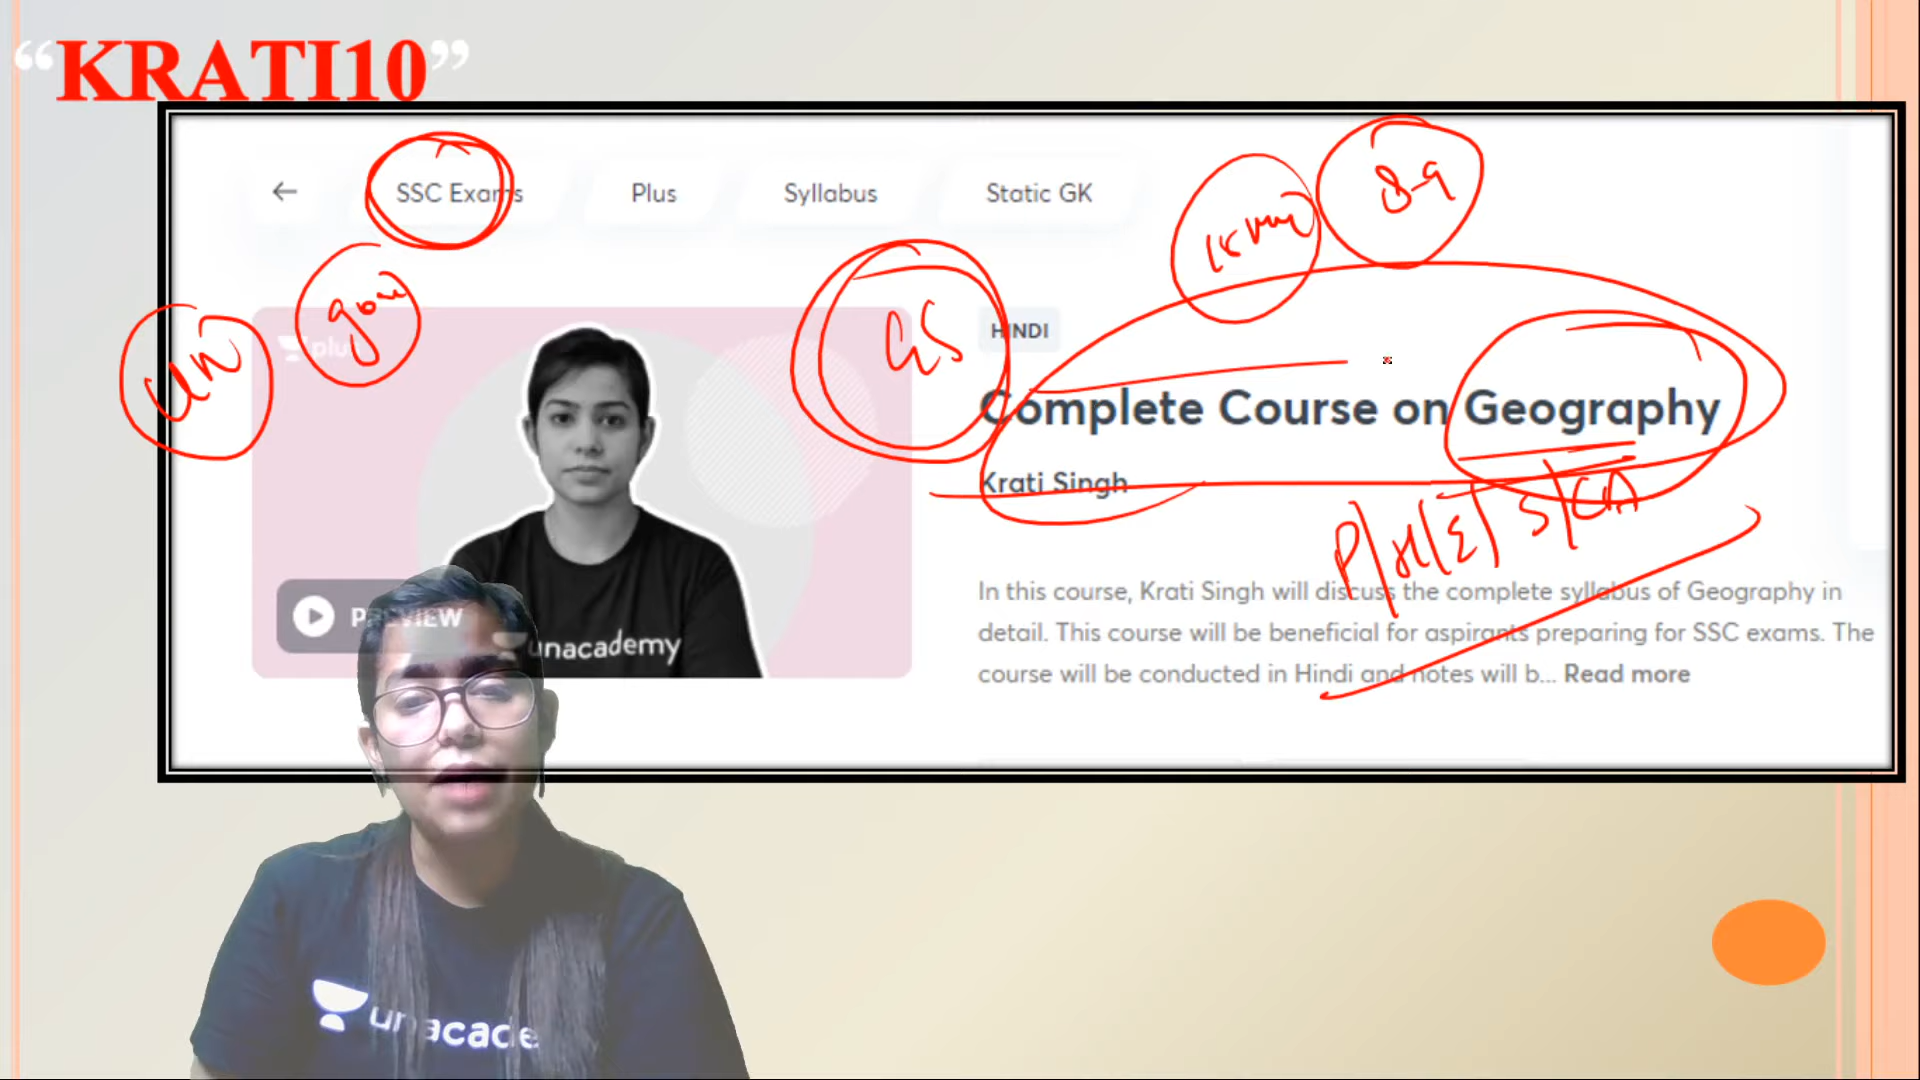 “KRATI10”
SSC Exams Plus Syllabus Static GK
8-9
GS
plus
HINDI
Complete Course on Geography
Krati Singh
PREVIEW
unacademy
In this course, Krati Singh will discuss the complete syllabus of Geography in
detail. This course will be beneficial for aspirants preparing for SSC exams. The
course will be conducted in Hindi and notes will b... Read more
unacade